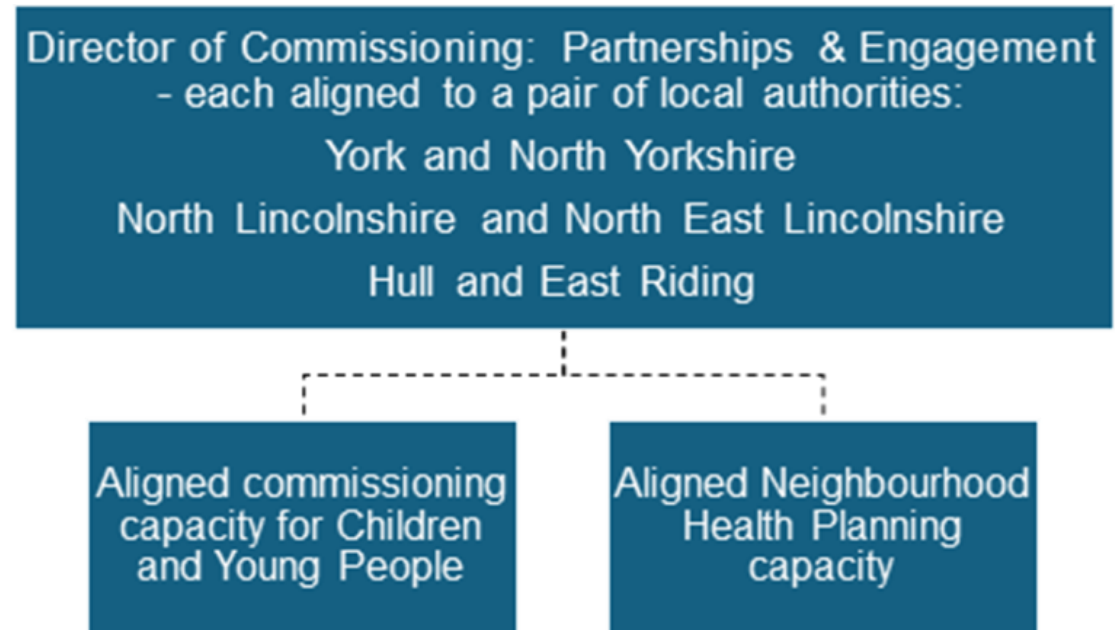 Director of Commissioning: Partnerships & Engagement
- each aligned to a pair of local authorities:
York and North Yorkshire
North Lincolnshire and North East Lincolnshire
Hull and East Riding
Aligned commissioning
capacity for Children
and Young People
Aligned Neighbourhood
Health Planning
capacity